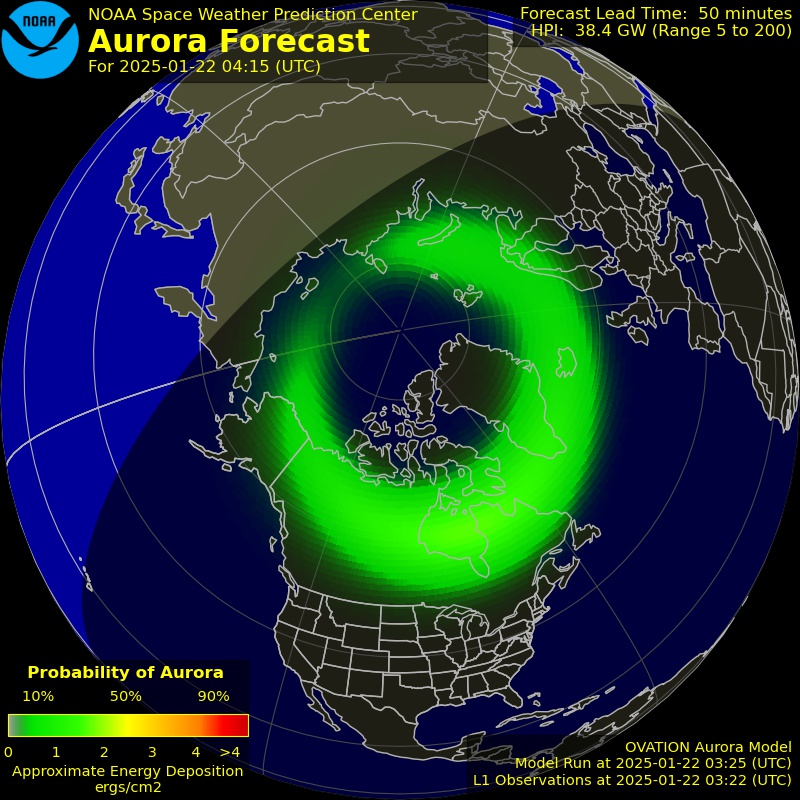 NOAA
NOAA Space Weather Prediction Center
Aurora Forecast
For 2025-01-22 04:15 (UTC)
Forecast Lead Time: 50 minutes
HPI: 38.4 GW (Range 5 to 200)
Probability of Aurora
10% 50% 90%
0 1 2 3 4 >4
Approximate Energy Deposition
ergs/cm2
OVATION Aurora Model
Model Run at 2025-01-22 03:25 (UTC)
L1 Observations at 2025-01-22 03:22 (UTC)